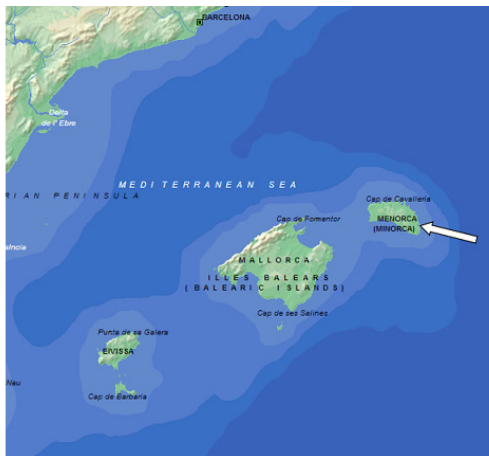 BARCELONA
Delta
de l' Ebre
MEDITERRANEAN SEA
RIAN PENINSULA
Cap de Cavalleria
MENORCA
(MINORCA)
Cap de Formentor
alncia
MALLORCA
ILLES BALEARS
(BALEARIC ISLANDS)
Cap de ses Salines
Punta de sa Galera
EIVISSA
Nau
Cap de Barbaria